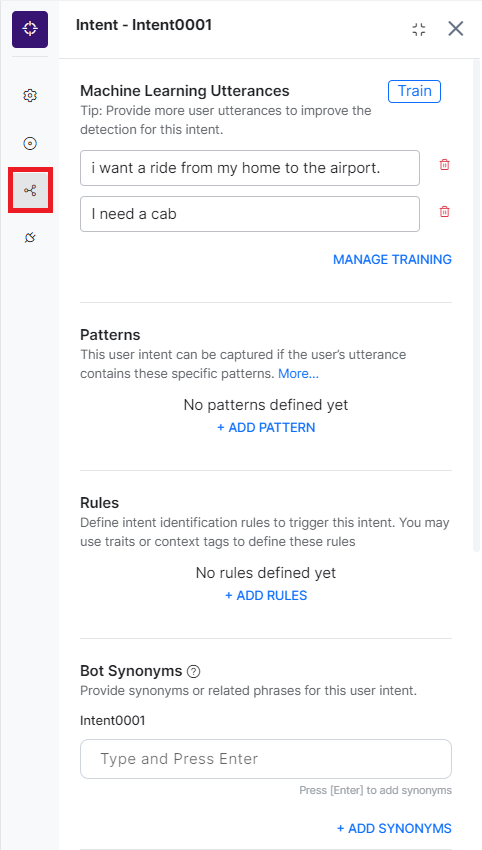 Intent - Intent0001
Machine Learning Utterances
Train
Tip: Provide more user utterances to improve the
detection for this intent.
i want a ride from my home to the airport.
I need a cab
MANAGE TRAINING
Patterns
This user intent can be captured if the user's utterance
contains these specific patterns. More...
No patterns defined yet
+ ADD PATTERN
Rules
Define intent identification rules to trigger this intent. You may
use traits or context tags to define these rules
No rules defined yet
+ ADD RULES
Bot Synonyms ?
Provide synonyms or related phrases for this user intent.
Intent0001
Type and Press Enter
Press [Enter] to add synonyms
+ ADD SYNONYMS